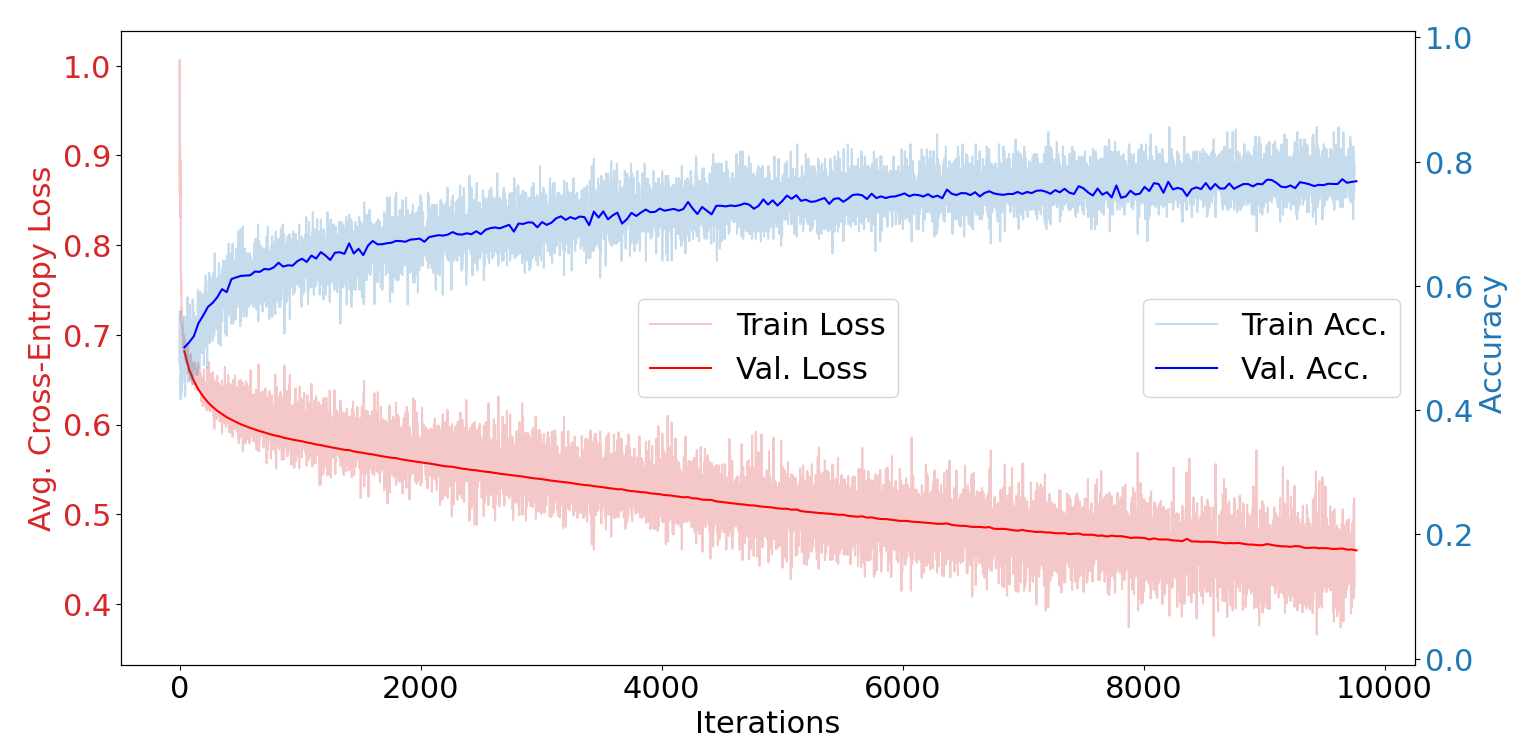 Avg. Cross-Entropy Loss
1.0
0.9
0.8
0.7
0.6
0.5
0.4
Train Loss
Val. Loss
Train Acc.
Val. Acc.
1.0
0.8
0.6
0.4
0.2
0.0
Accuracy
0 2000 4000 6000 8000 10000
Iterations